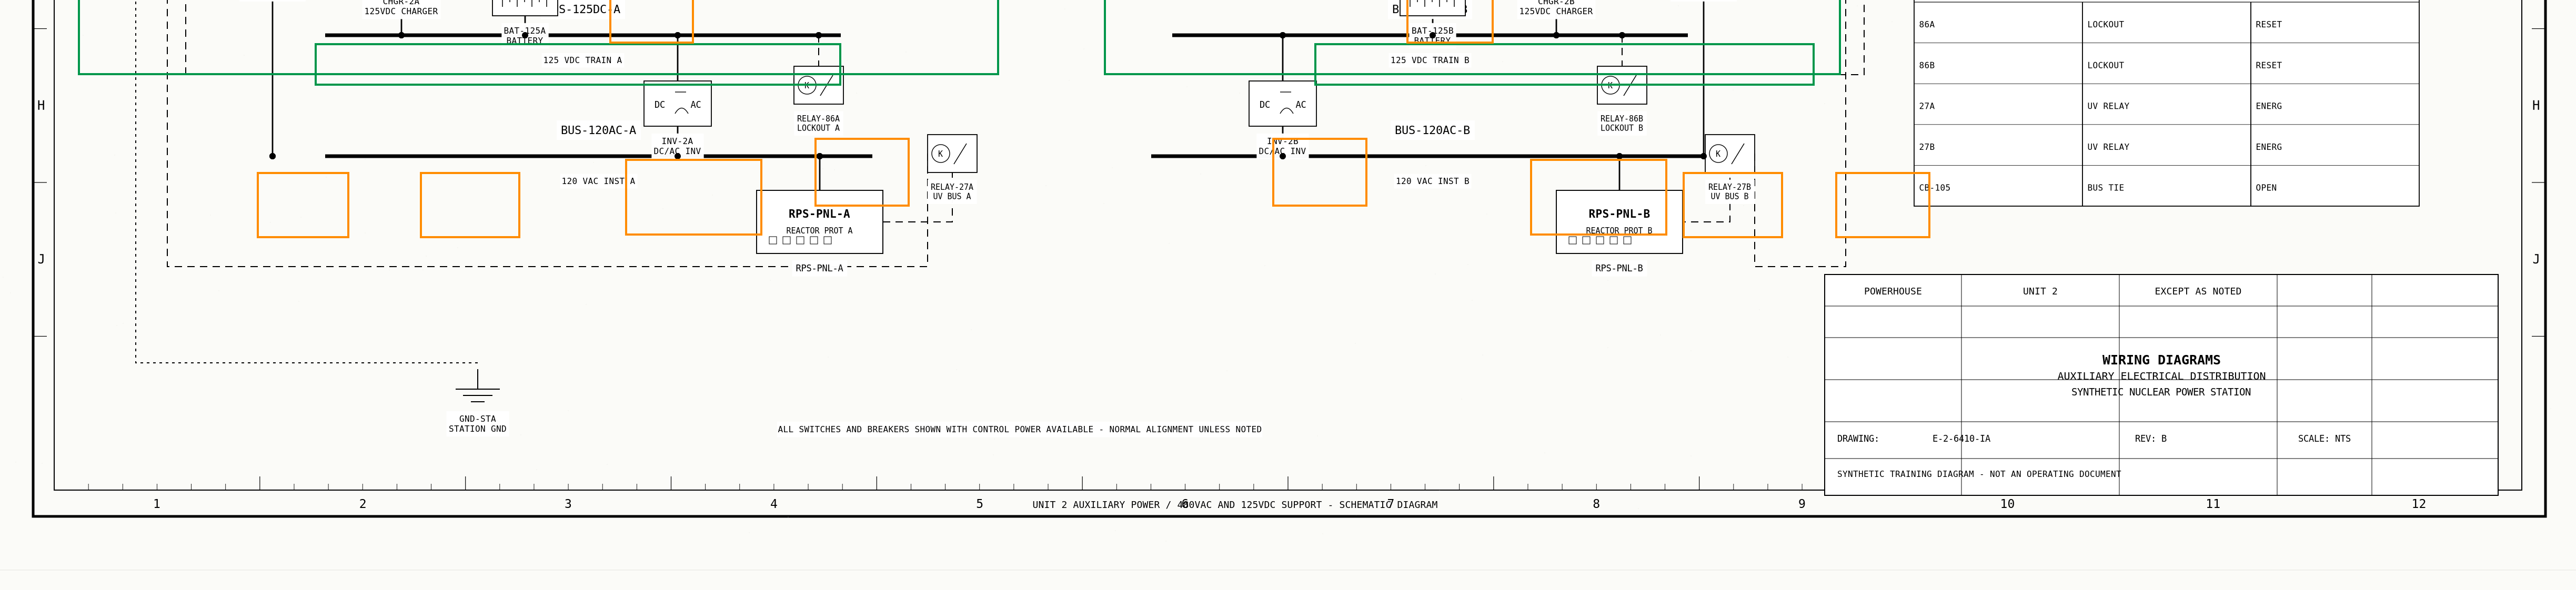 CHGR-2A
125VDC CHARGER
S-125DC-A
BAT-125A
BATTERY
125 VDC TRAIN A
DC AC
K
RELAY-86A
LOCKOUT A
BUS-120AC-A
INV-2A
DC/AC INV
120 VAC INST A
K
RELAY-27A
UV BUS A
RPS-PNL-A
REACTOR PROT A
RPS-PNL-A
CHGR-2B
125VDC CHARGER
BAT-125B
BATTERY
125 VDC TRAIN B
DC AC
K
RELAY-86B
LOCKOUT B
BUS-120AC-B
INV-2B
DC/AC INV
120 VAC INST B
K
RELAY-27B
UV BUS B
RPS-PNL-B
REACTOR PROT B
RPS-PNL-B
86A LOCKOUT RESET
86B LOCKOUT RESET
27A UV RELAY ENERG
27B UV RELAY ENERG
CB-105 BUS TIE OPEN
H H
J J
GND-STA
STATION GND
ALL SWITCHES AND BREAKERS SHOWN WITH CONTROL POWER AVAILABLE - NORMAL ALIGNMENT UNLESS NOTED
POWERHOUSE UNIT 2 EXCEPT AS NOTED
WIRING DIAGRAMS
AUXILIARY ELECTRICAL DISTRIBUTION
SYNTHETIC NUCLEAR POWER STATION
DRAWING: E-2-6410-IA REV: B SCALE: NTS
SYNTHETIC TRAINING DIAGRAM - NOT AN OPERATING DOCUMENT
1 2 3 4 5 6 7 8 9 10 11 12
UNIT 2 AUXILIARY POWER / 480VAC AND 125VDC SUPPORT - SCHEMATIC DIAGRAM